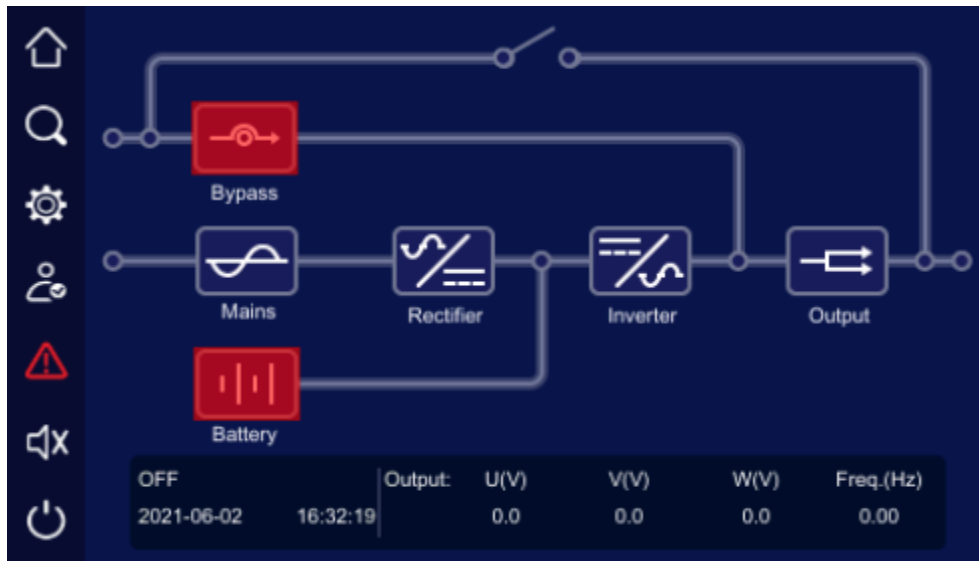 Bypass
Mains
Rectifier
Inverter
Output
Battery
OFF
Output: U(V) V(V) W(V) Freq.(Hz)
2021-06-02 16:32:19 0.0 0.0 0.0 0.00